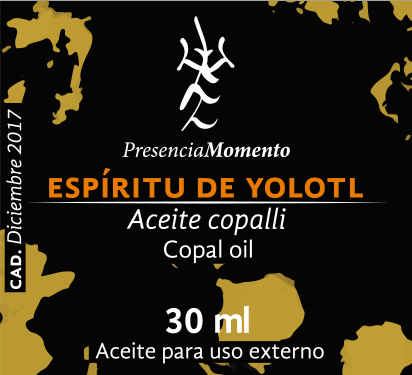 PresenciaMomento
ESPÍRITU DE YOLOTL
Aceite copalli
Copal oil
CAD. Diciembre 2017
30 ml
Aceite para uso externo